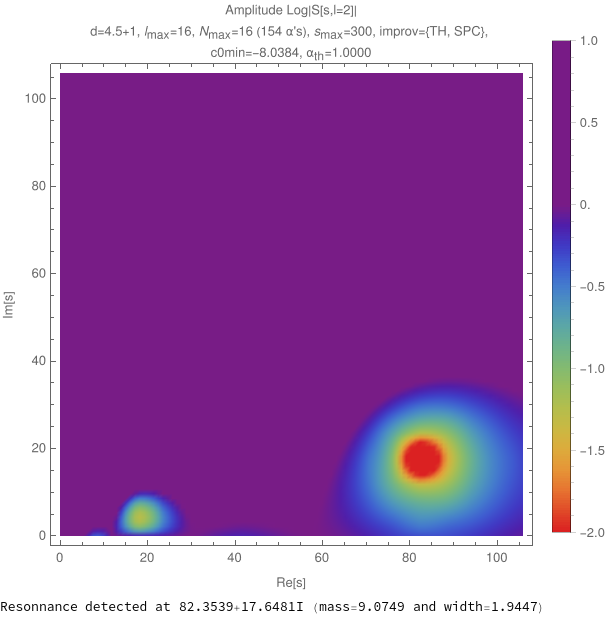 Amplitude Log|S[s,l=2]|
d=4.5+1, lmax=16, Nmax=16 (154 α's), smax=300, improv={TH, SPC},
c0min=−8.0384, αth=1.0000
1.0
0.5
0.
−0.5
−1.0
−1.5
−2.0
100
80
60
40
20
0
Im[s]
0 20 40 60 80 100
Re[s]
Resonnance detected at 82.3539+17.6481I (mass=9.0749 and width=1.9447)